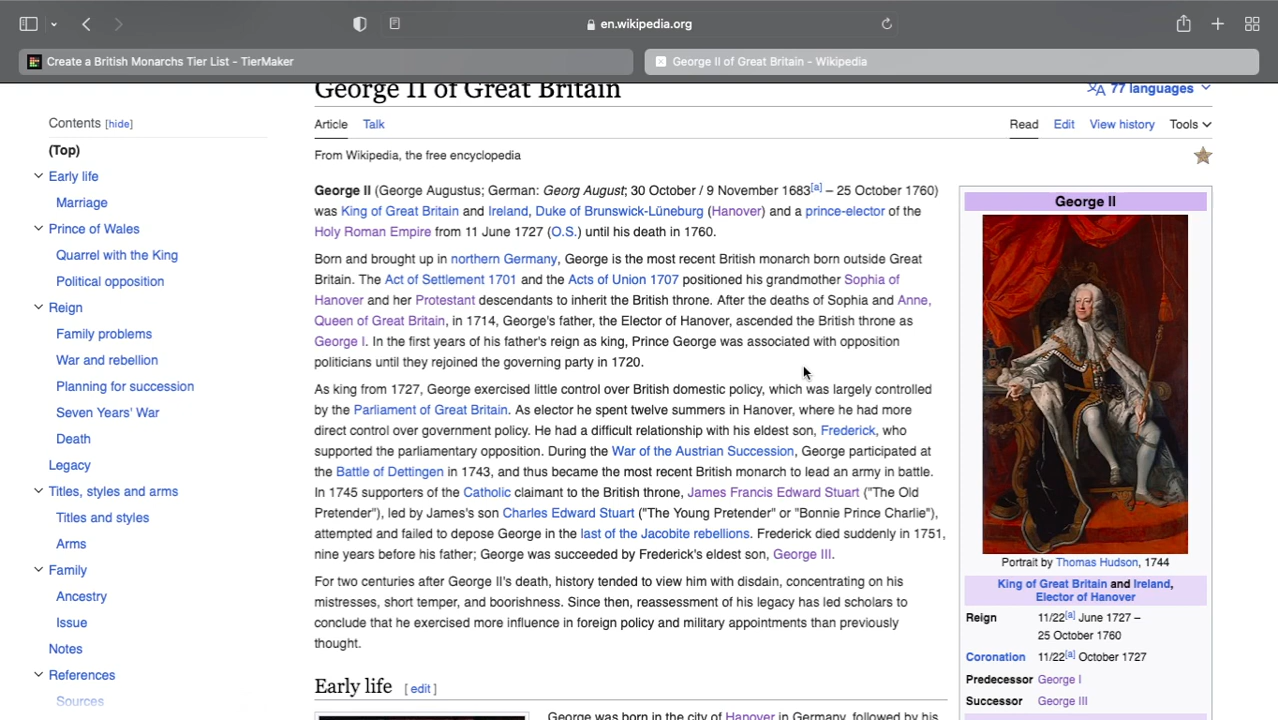 en.wikipedia.org
Create a British Monarchs Tier List - TierMaker
George II of Great Britain - Wikipedia
George II of Great Britain
77 languages
Contents [hide]
(Top)
Early life
Marriage
Prince of Wales
Quarrel with the King
Political opposition
Reign
Family problems
War and rebellion
Planning for succession
Seven Years' War
Death
Legacy
Titles, styles and arms
Titles and styles
Arms
Family
Ancestry
Issue
Notes
References
Sources
Article Talk
Read Edit View history Tools
From Wikipedia, the free encyclopedia
George II (George Augustus; German: Georg August; 30 October / 9 November 1683[a] – 25 October 1760)
was King of Great Britain and Ireland, Duke of Brunswick-Lüneburg (Hanover) and a prince-elector of the
Holy Roman Empire from 11 June 1727 (O.S.) until his death in 1760.
Born and brought up in northern Germany, George is the most recent British monarch born outside Great
Britain. The Act of Settlement 1701 and the Acts of Union 1707 positioned his grandmother Sophia of
Hanover and her Protestant descendants to inherit the British throne. After the deaths of Sophia and Anne,
Queen of Great Britain, in 1714, George's father, the Elector of Hanover, ascended the British throne as
George I. In the first years of his father's reign as king, Prince George was associated with opposition
politicians until they rejoined the governing party in 1720.
As king from 1727, George exercised little control over British domestic policy, which was largely controlled
by the Parliament of Great Britain. As elector he spent twelve summers in Hanover, where he had more
direct control over government policy. He had a difficult relationship with his eldest son, Frederick, who
supported the parliamentary opposition. During the War of the Austrian Succession, George participated at
the Battle of Dettingen in 1743, and thus became the most recent British monarch to lead an army in battle.
In 1745 supporters of the Catholic claimant to the British throne, James Francis Edward Stuart ("The Old
Pretender"), led by James's son Charles Edward Stuart ("The Young Pretender" or "Bonnie Prince Charlie"),
attempted and failed to depose George in the last of the Jacobite rebellions. Frederick died suddenly in 1751,
nine years before his father; George was succeeded by Frederick's eldest son, George III.
For two centuries after George II's death, history tended to view him with disdain, concentrating on his
mistresses, short temper, and boorishness. Since then, reassessment of his legacy has led scholars to
conclude that he exercised more influence in foreign policy and military appointments than previously
thought.
Early life [ edit ]
George was born in the city of Hanover in Germany, followed by his
George II
Portrait by Thomas Hudson, 1744
King of Great Britain and Ireland,
Elector of Hanover
Reign 11/22[a] June 1727 –
25 October 1760
Coronation 11/22[a] October 1727
Predecessor George I
Successor George III